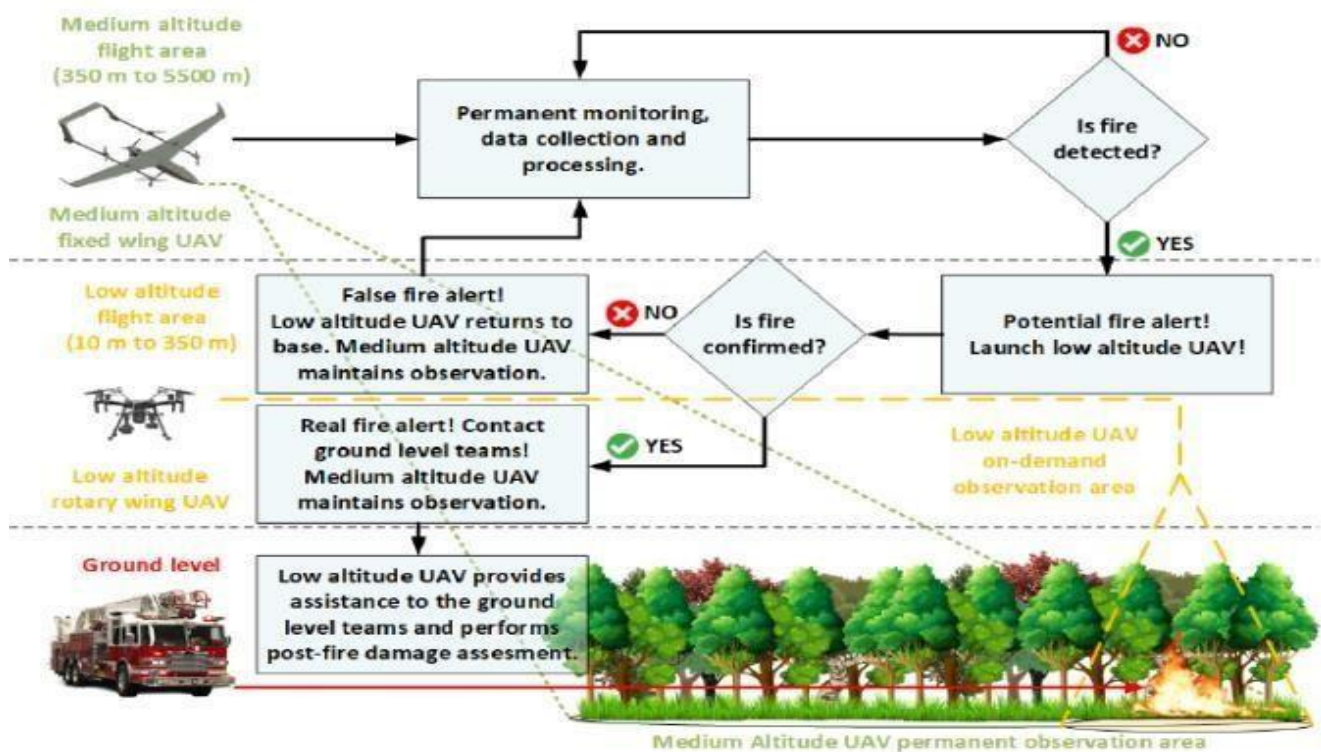 Medium altitude
flight area
(350 m to 5500 m)
Medium altitude
fixed wing UAV
Permanent monitoring,
data collection and
processing.
NO
Is fire
detected?
YES
Low altitude
flight area
(10 m to 350 m)
False fire alert!
Low altitude UAV returns to
base. Medium altitude UAV
maintains observation.
NO
Is fire
confirmed?
Potential fire alert!
Launch low altitude UAV!
Real fire alert! Contact
ground level teams!
Medium altitude UAV
maintains observation.
YES
Low altitude UAV
on-demand
observation area
Low altitude
rotary wing UAV
Ground level
Low altitude UAV provides
assistance to the ground
level teams and performs
post-fire damage assesment.
Medium Altitude UAV permanent observation area